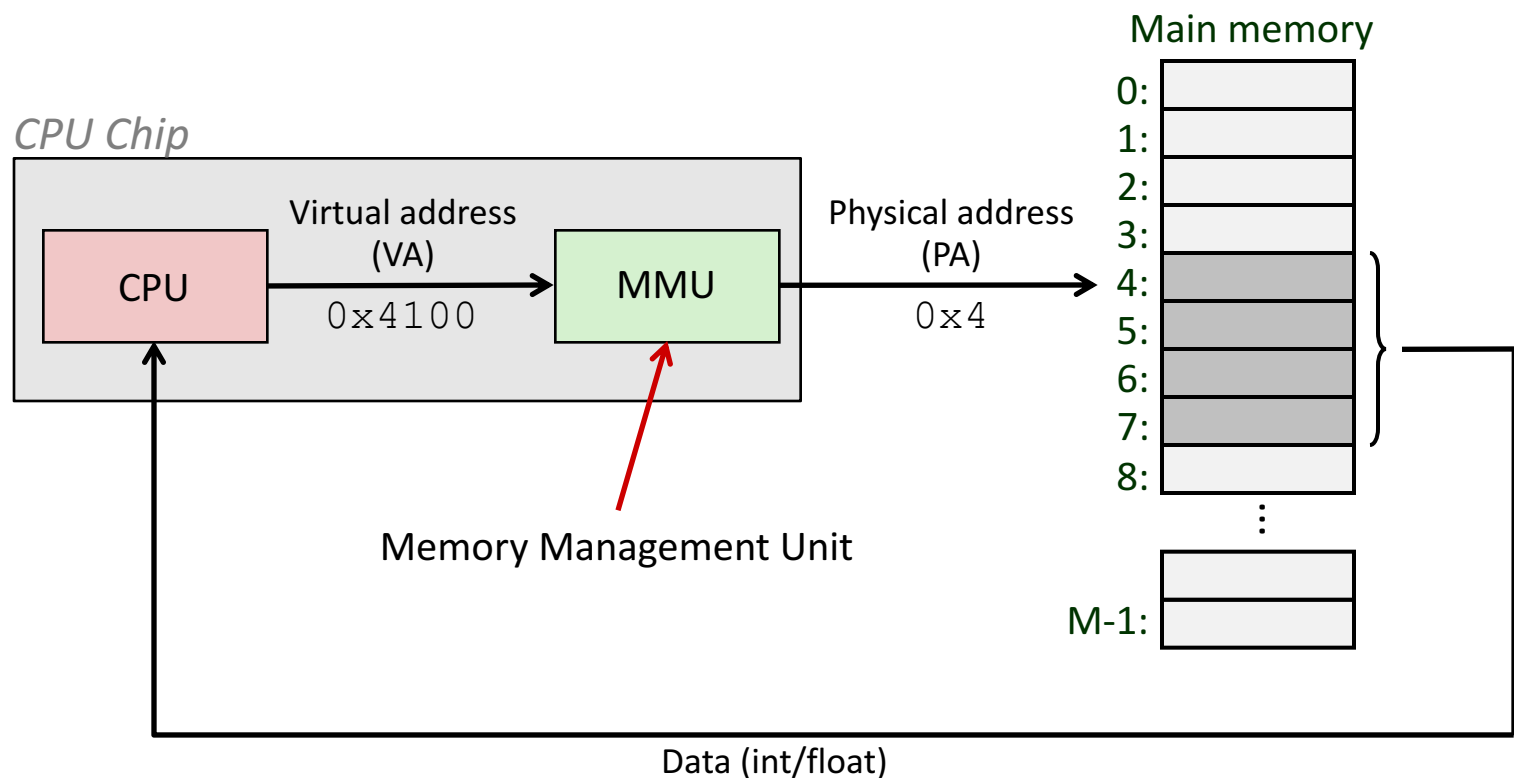 Main memory
CPU Chip
0:
1:
2:
3:
4:
5:
6:
7:
8:
⋮
M-1:
Virtual address
(VA)
CPU
0x4100
MMU
Physical address
(PA)
0x4
Memory Management Unit
Data (int/float)